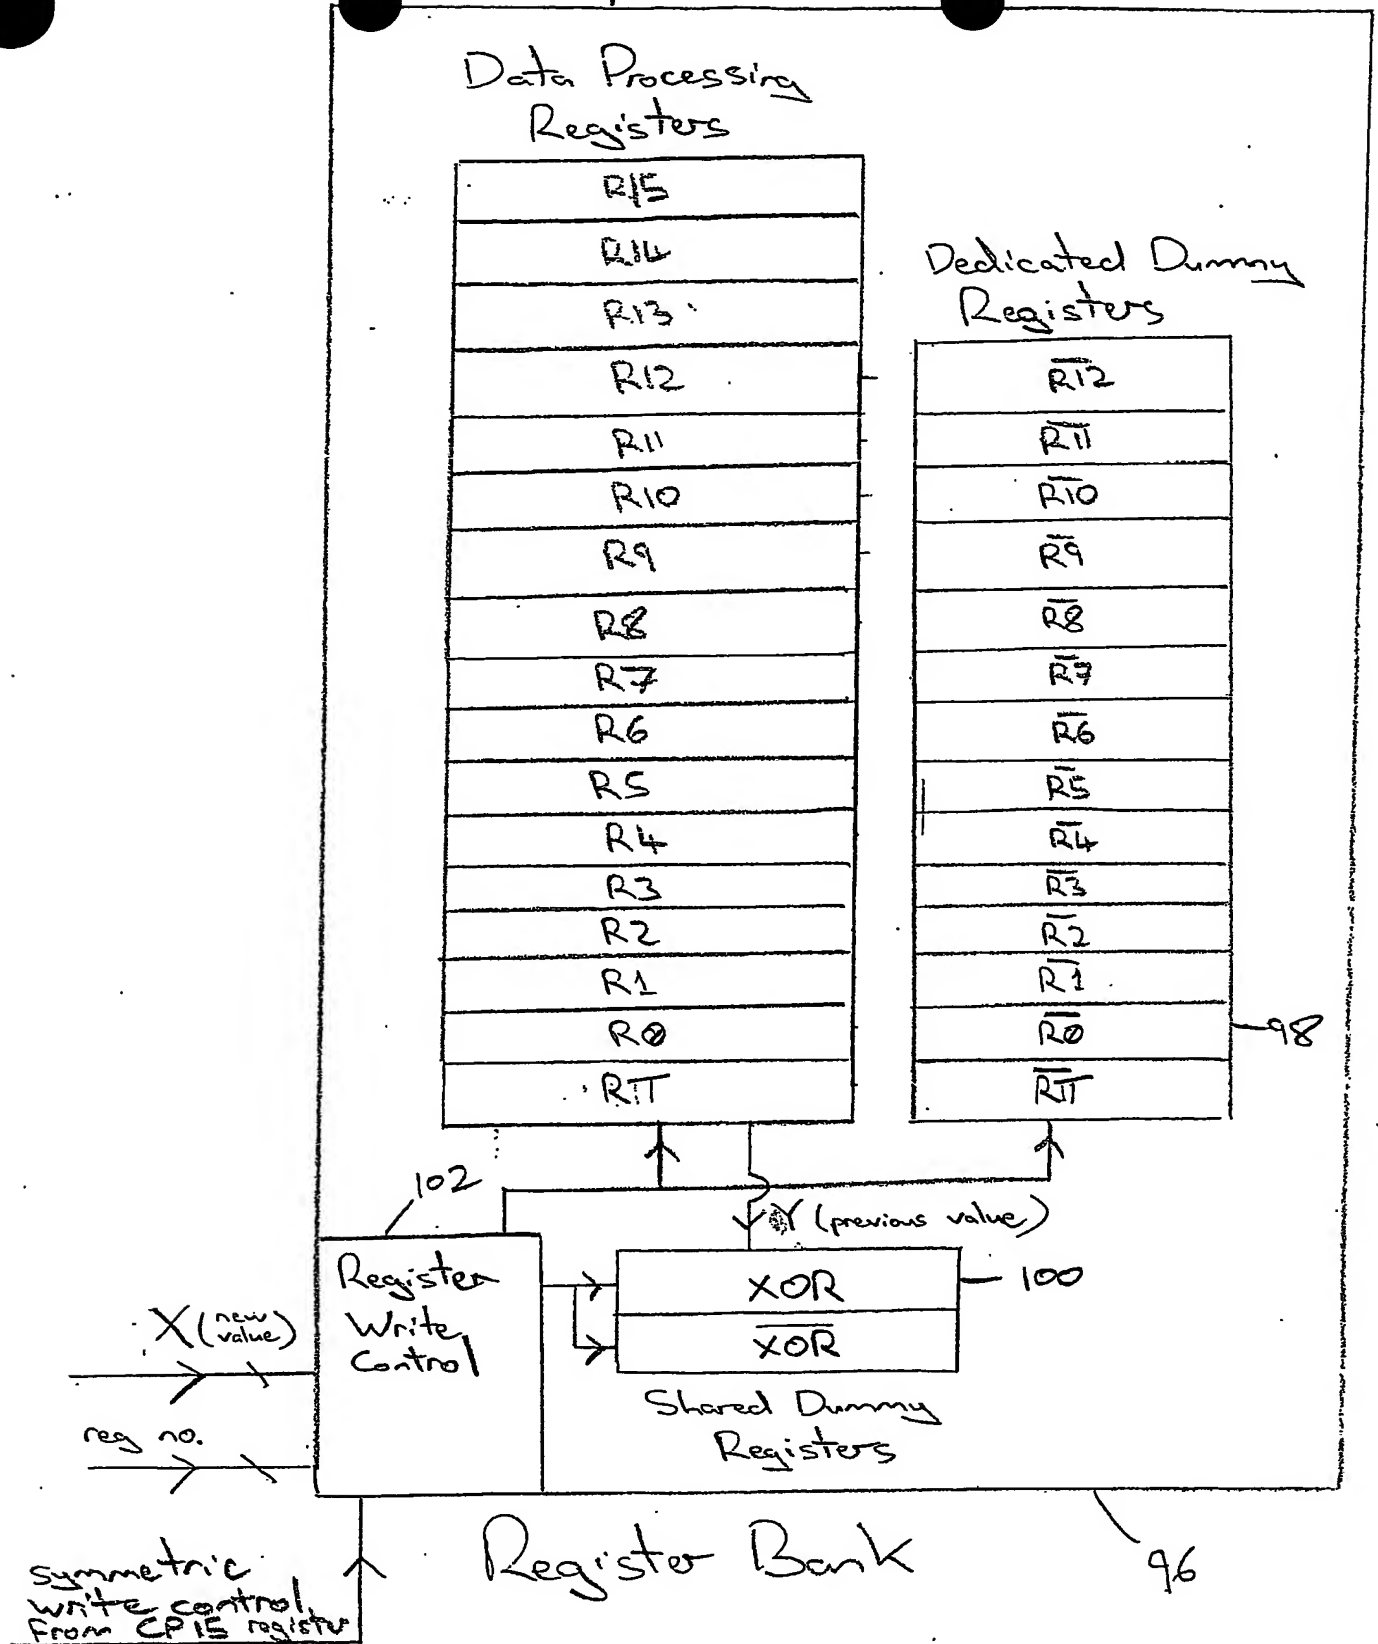 Data Processing
Registers
R15
R14
R13
R12
R11
R10
R9
R8
R7
R6
R5
R4
R3
R2
R1
R0
RT
Dedicated Dummy
Registers
R̅1̅2̅
R̅1̅1̅
R̅1̅0̅
R̅9̅
R̅8̅
R̅7̅
R̅6̅
R̅5̅
R̅4̅
R̅3̅
R̅2̅
R̅1̅
R̅0̅
R̅T̅
98
102
Y (previous value)
Register
Write
Control
XOR
X̅O̅R̅
100
Shared Dummy
Registers
X (new value)
reg no.
symmetric
write control
from CP15 register
Register Bank
96